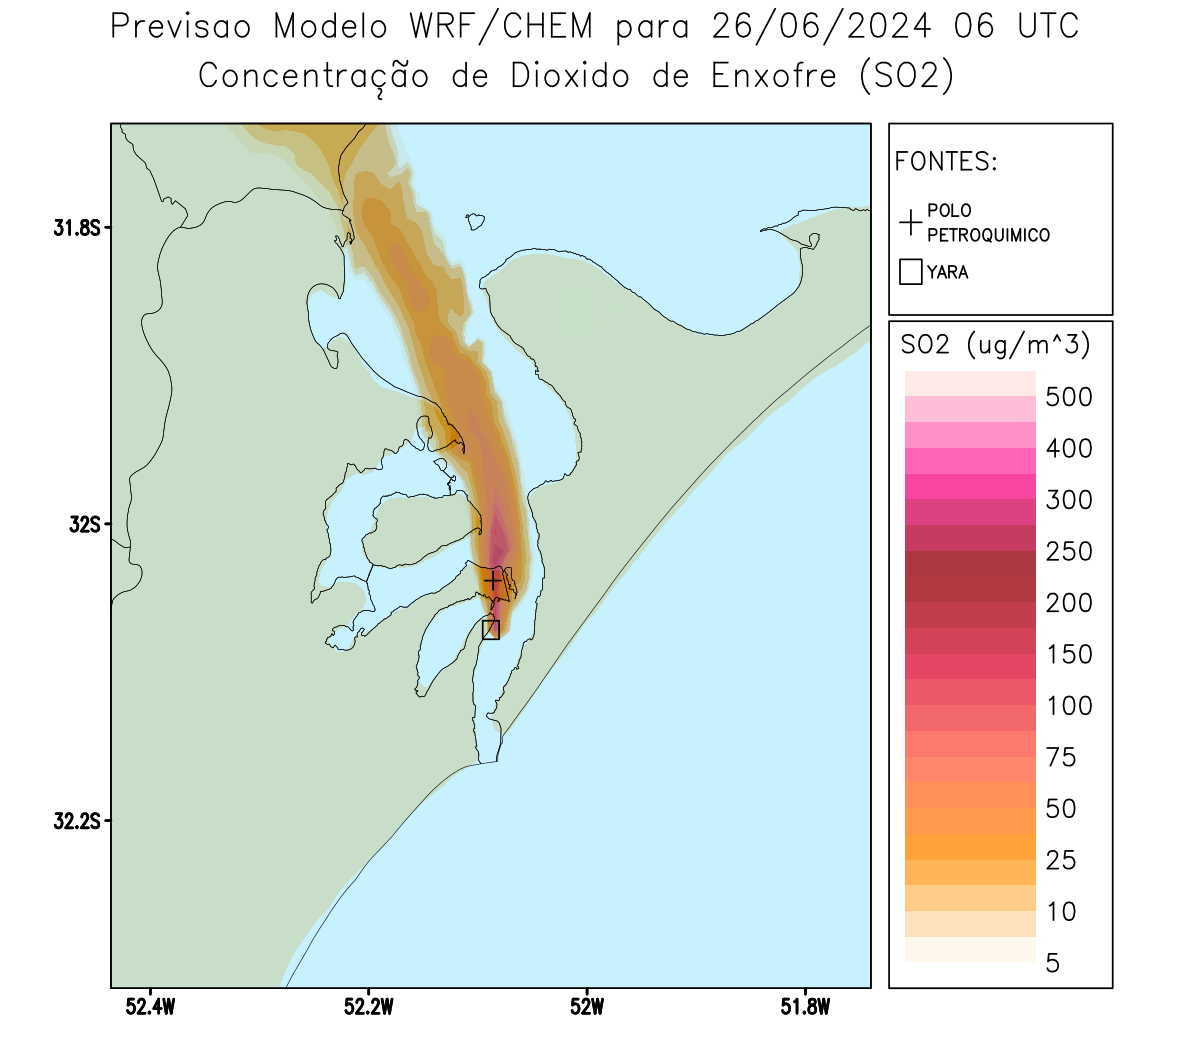 Previsao Modelo WRF/CHEM para 26/06/2024 06 UTC
Concentração de Dioxido de Enxofre (SO2)
FONTES:
POLO
PETROQUIMICO
YARA
SO2 (ug/m^3)
500
400
300
250
200
150
100
75
50
25
10
5
31.8S
32S
32.2S
52.4W
52.2W
52W
51.8W